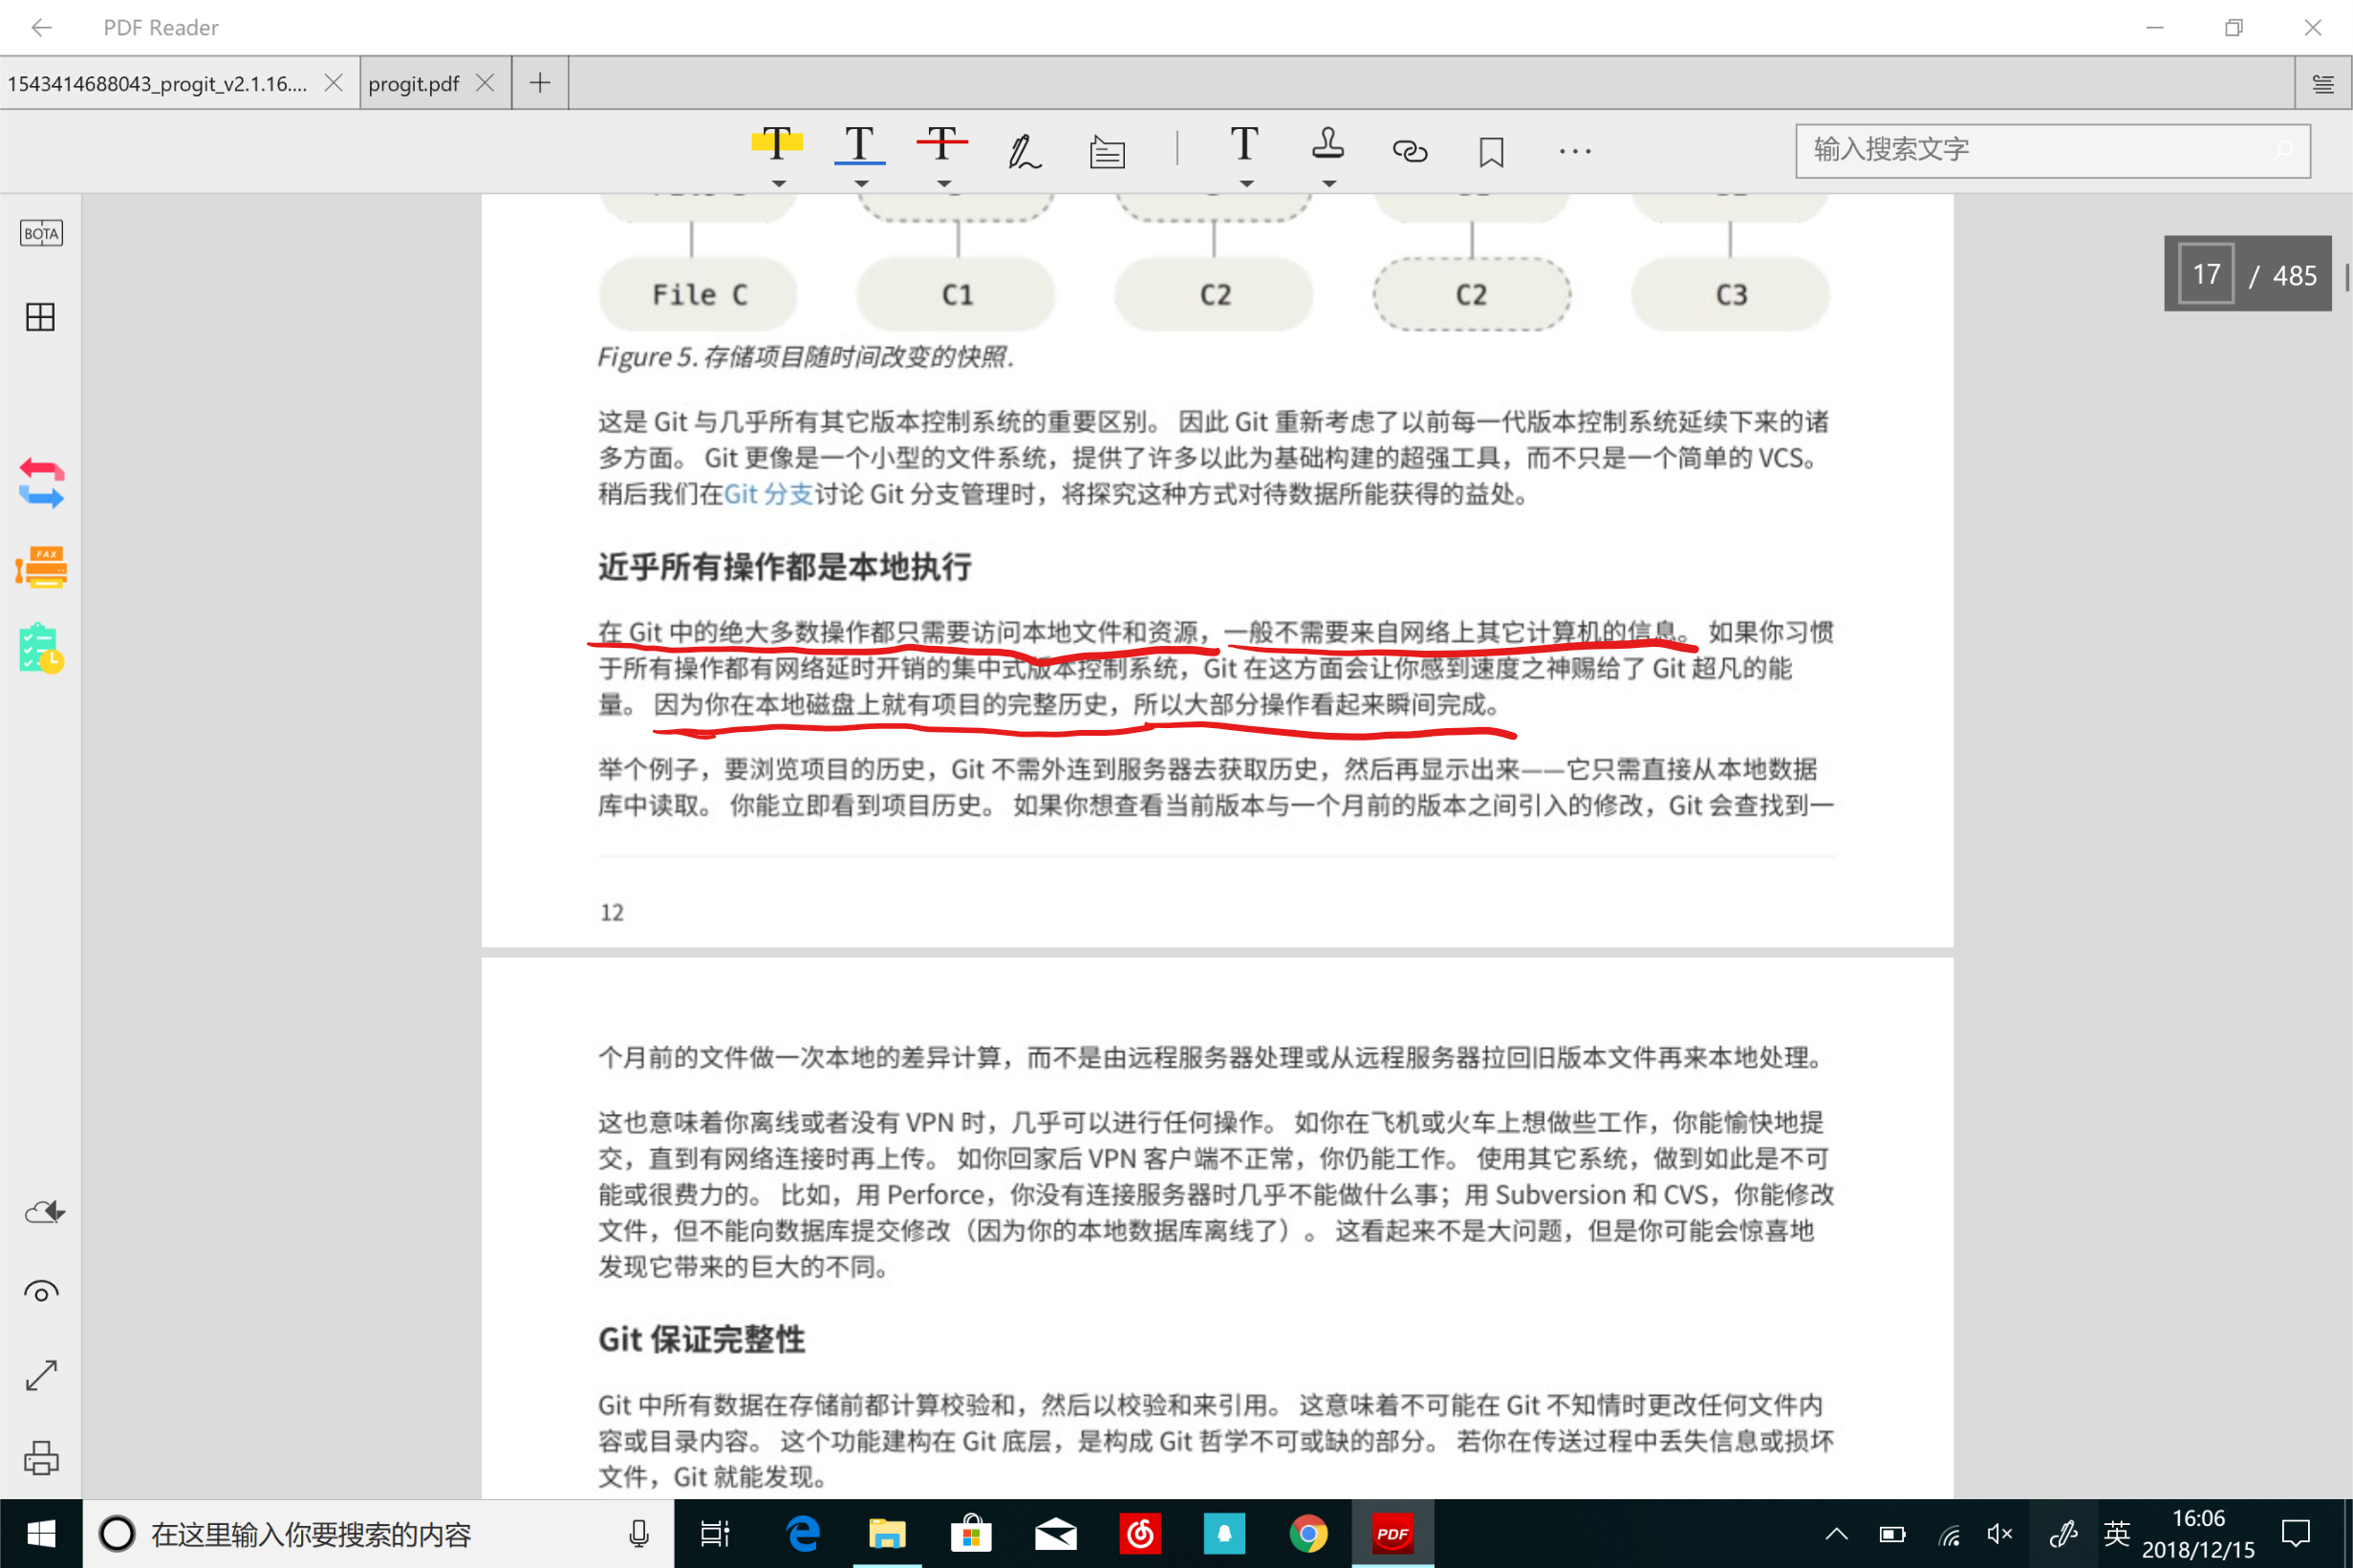 PDF Reader
1543414688043_progit_v2.1.16....
progit.pdf
T T T T
输入搜索文字
BOTA
17 / 485
File C C1 C2 C2 C3
Figure 5. 存储项目随时间改变的快照.
这是 Git 与几乎所有其它版本控制系统的重要区别。 因此 Git 重新考虑了以前每一代版本控制系统延续下来的诸
多方面。 Git 更像是一个小型的文件系统，提供了许多以此为基础构建的超强工具，而不只是一个简单的 VCS。
稍后我们在Git 分支讨论 Git 分支管理时，将探究这种方式对待数据所能获得的益处。
近乎所有操作都是本地执行
在 Git 中的绝大多数操作都只需要访问本地文件和资源，一般不需要来自网络上其它计算机的信息。 如果你习惯
于所有操作都有网络延时开销的集中式版本控制系统，Git 在这方面会让你感到速度之神赐给了 Git 超凡的能
量。 因为你在本地磁盘上就有项目的完整历史，所以大部分操作看起来瞬间完成。
举个例子，要浏览项目的历史，Git 不需外连到服务器去获取历史，然后再显示出来——它只需直接从本地数据
库中读取。 你能立即看到项目历史。 如果你想查看当前版本与一个月前的版本之间引入的修改，Git 会查找到一
12
个月前的文件做一次本地的差异计算，而不是由远程服务器处理或从远程服务器拉回旧版本文件再来本地处理。
这也意味着你离线或者没有 VPN 时，几乎可以进行任何操作。 如你在飞机或火车上想做些工作，你能愉快地提
交，直到有网络连接时再上传。 如你回家后 VPN 客户端不正常，你仍能工作。 使用其它系统，做到如此是不可
能或很费力的。 比如，用 Perforce，你没有连接服务器时几乎不能做什么事；用 Subversion 和 CVS，你能修改
文件，但不能向数据库提交修改（因为你的本地数据库离线了）。 这看起来不是大问题，但是你可能会惊喜地
发现它带来的巨大的不同。
Git 保证完整性
Git 中所有数据在存储前都计算校验和，然后以校验和来引用。 这意味着不可能在 Git 不知情时更改任何文件内
容或目录内容。 这个功能建构在 Git 底层，是构成 Git 哲学不可或缺的部分。 若你在传送过程中丢失信息或损坏
文件，Git 就能发现。
FAX
在这里输入你要搜索的内容
PDF
英
16:06
2018/12/15